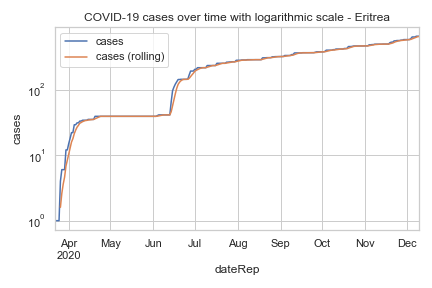 COVID-19 cases over time with logarithmic scale - Eritrea
cases
cases (rolling)
cases
10²
10¹
10⁰
Apr May Jun Jul Aug Sep Oct Nov Dec
2020
dateRep